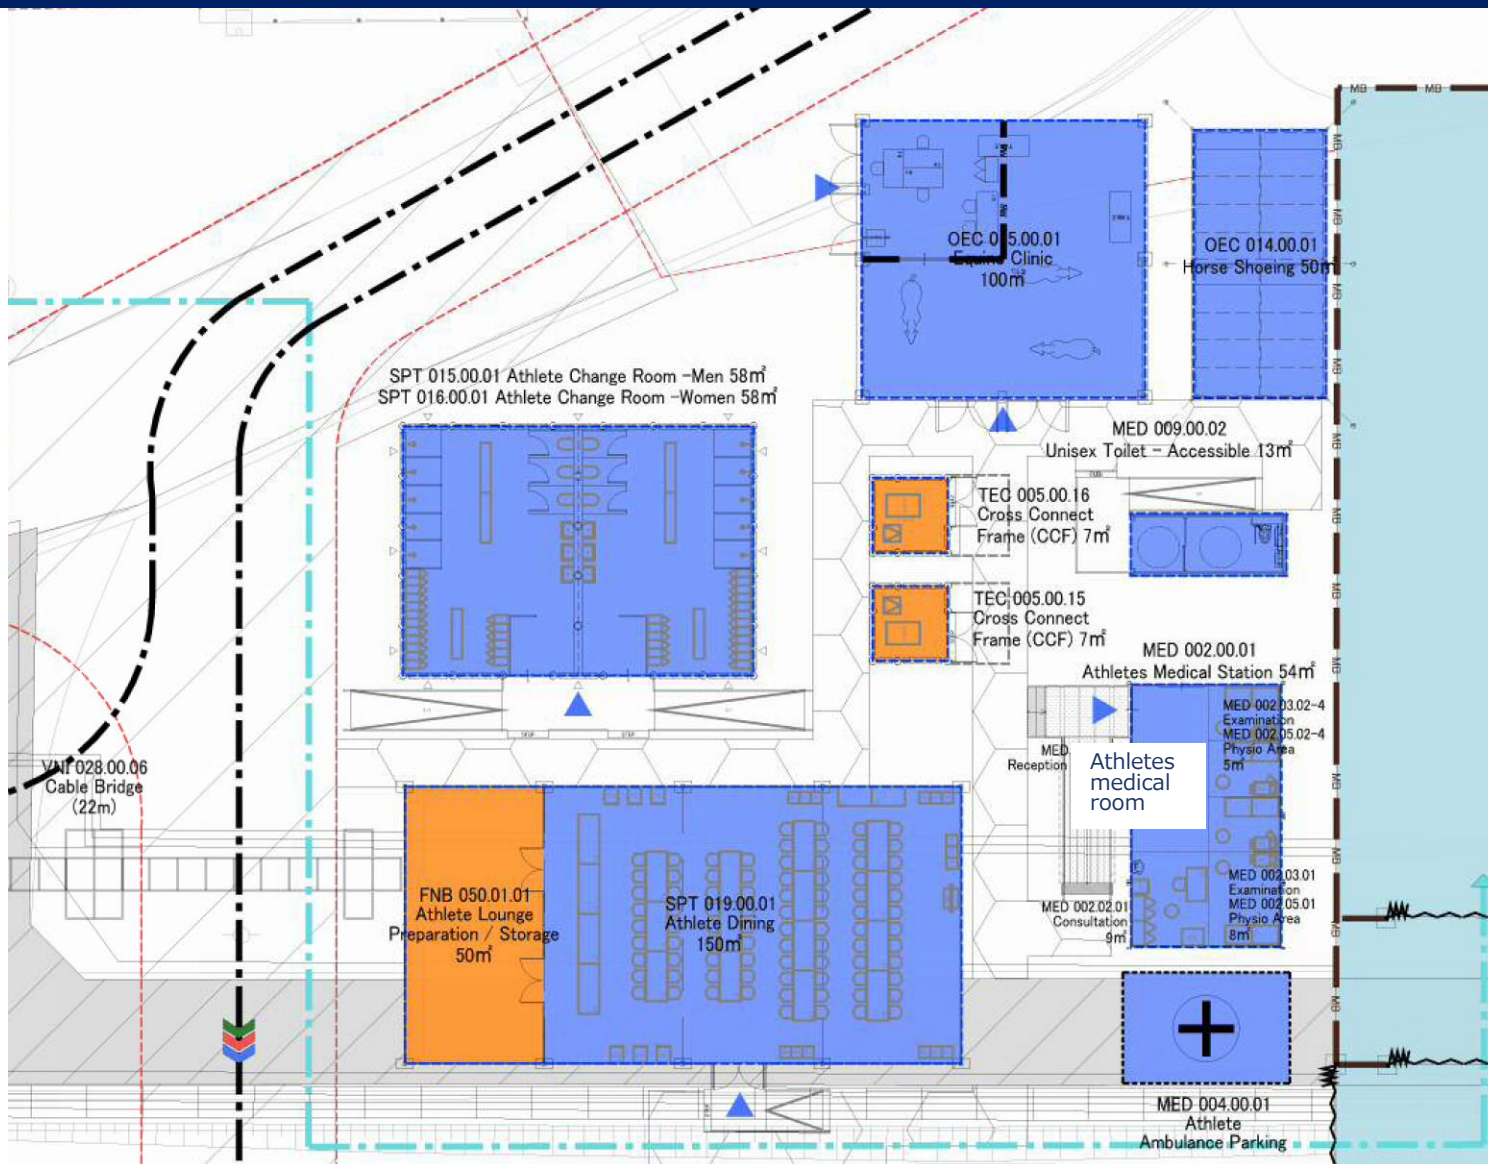 MB
MB
OEC 015.00.01
Equine Clinic
100㎡
OEC 014.00.01
Horse Shoeing 50㎡
SPT 015.00.01 Athlete Change Room -Men 58㎡
SPT 016.00.01 Athlete Change Room -Women 58㎡
MED 009.00.02
Unisex Toilet - Accessible 13㎡
TEC 005.00.16
Cross Connect
Frame (CCF) 7㎡
TEC 005.00.15
Cross Connect
Frame (CCF) 7㎡
MED 002.00.01
Athletes Medical Station 54㎡
MED 002.03.02-4
Examination
MED 002.05.02-4
Physio Area
5㎡
MED
Reception
Athletes
medical
room
VNI 028.00.06
Cable Bridge
(22m)
FNB 050.01.01
Athlete Lounge
Preparation / Storage
50㎡
SPT 019.00.01
Athlete Dining
150㎡
MED 002.02.01
Consultation
9㎡
MED 002.03.01
Examination
MED 002.05.01
Physio Area
8㎡
MED 004.00.01
Athlete
Ambulance Parking